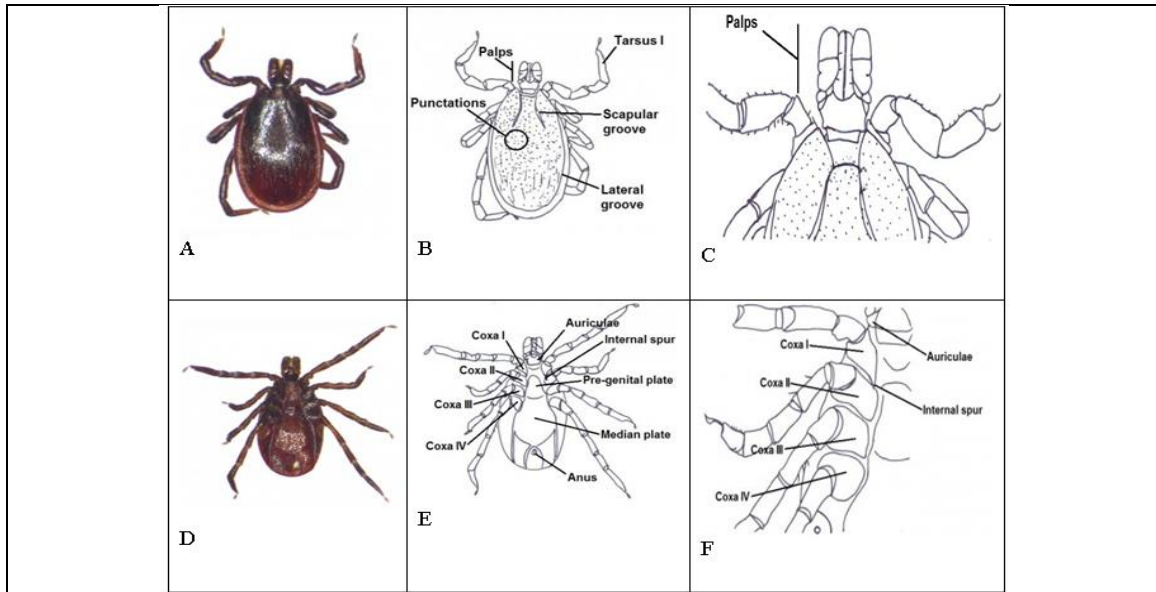 A
Palps
Tarsus I
Punctations
Scapular
groove
Lateral
groove
B
Palps
C
D
Coxa I
Auriculae
Internal spur
Coxa II
Pre-genital plate
Coxa III
Median plate
Coxa IV
Anus
E
Coxa I
Auriculae
Coxa II
Internal spur
Coxa III
Coxa IV
F